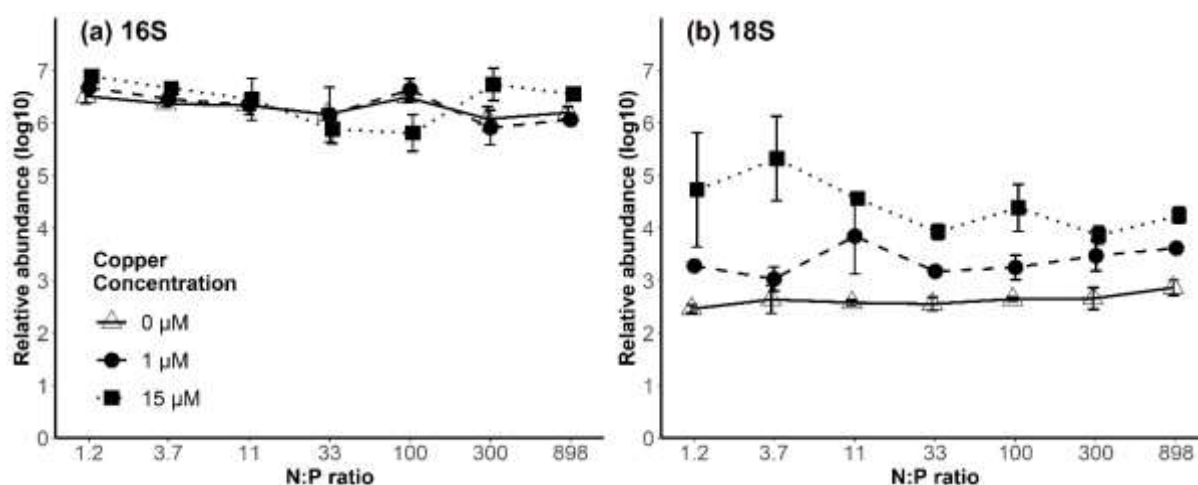 (a) 16S
Relative abundance (log10)
7
6
5
4
3
2
1
0
Copper
Concentration
0 µM
1 µM
15 µM
1.2 3.7 11 33 100 300 898
N:P ratio
(b) 18S
Relative abundance (log10)
7
6
5
4
3
2
1
0
1.2 3.7 11 33 100 300 898
N:P ratio